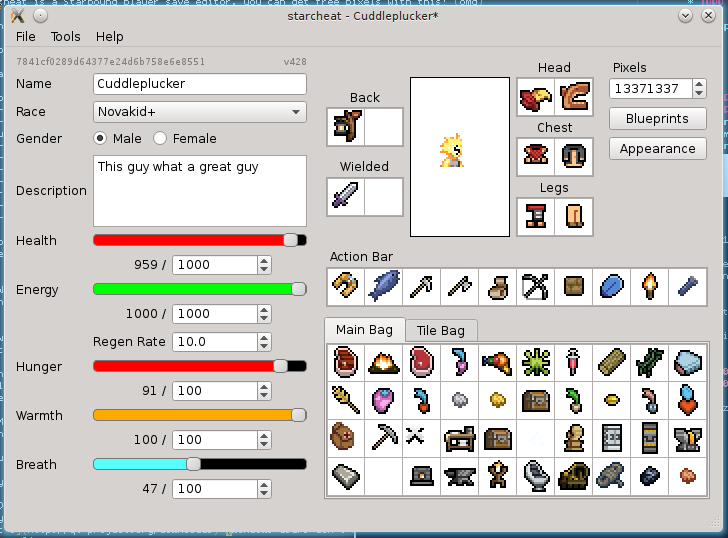 starcheat - Cuddleplucker*
File Tools Help
7841cf0289d64377e24d6b758e6e8551 v428
Name Cuddleplucker
Race Novakid+
Gender Male Female
Description This guy what a great guy
Health
959 / 1000
Energy
1000 / 1000
Regen Rate 10.0
Hunger
91 / 100
Warmth
100 / 100
Breath
47 / 100
Back
Wielded
Head
Chest
Legs
Pixels
13371337
Blueprints
Appearance
Action Bar
Main Bag Tile Bag